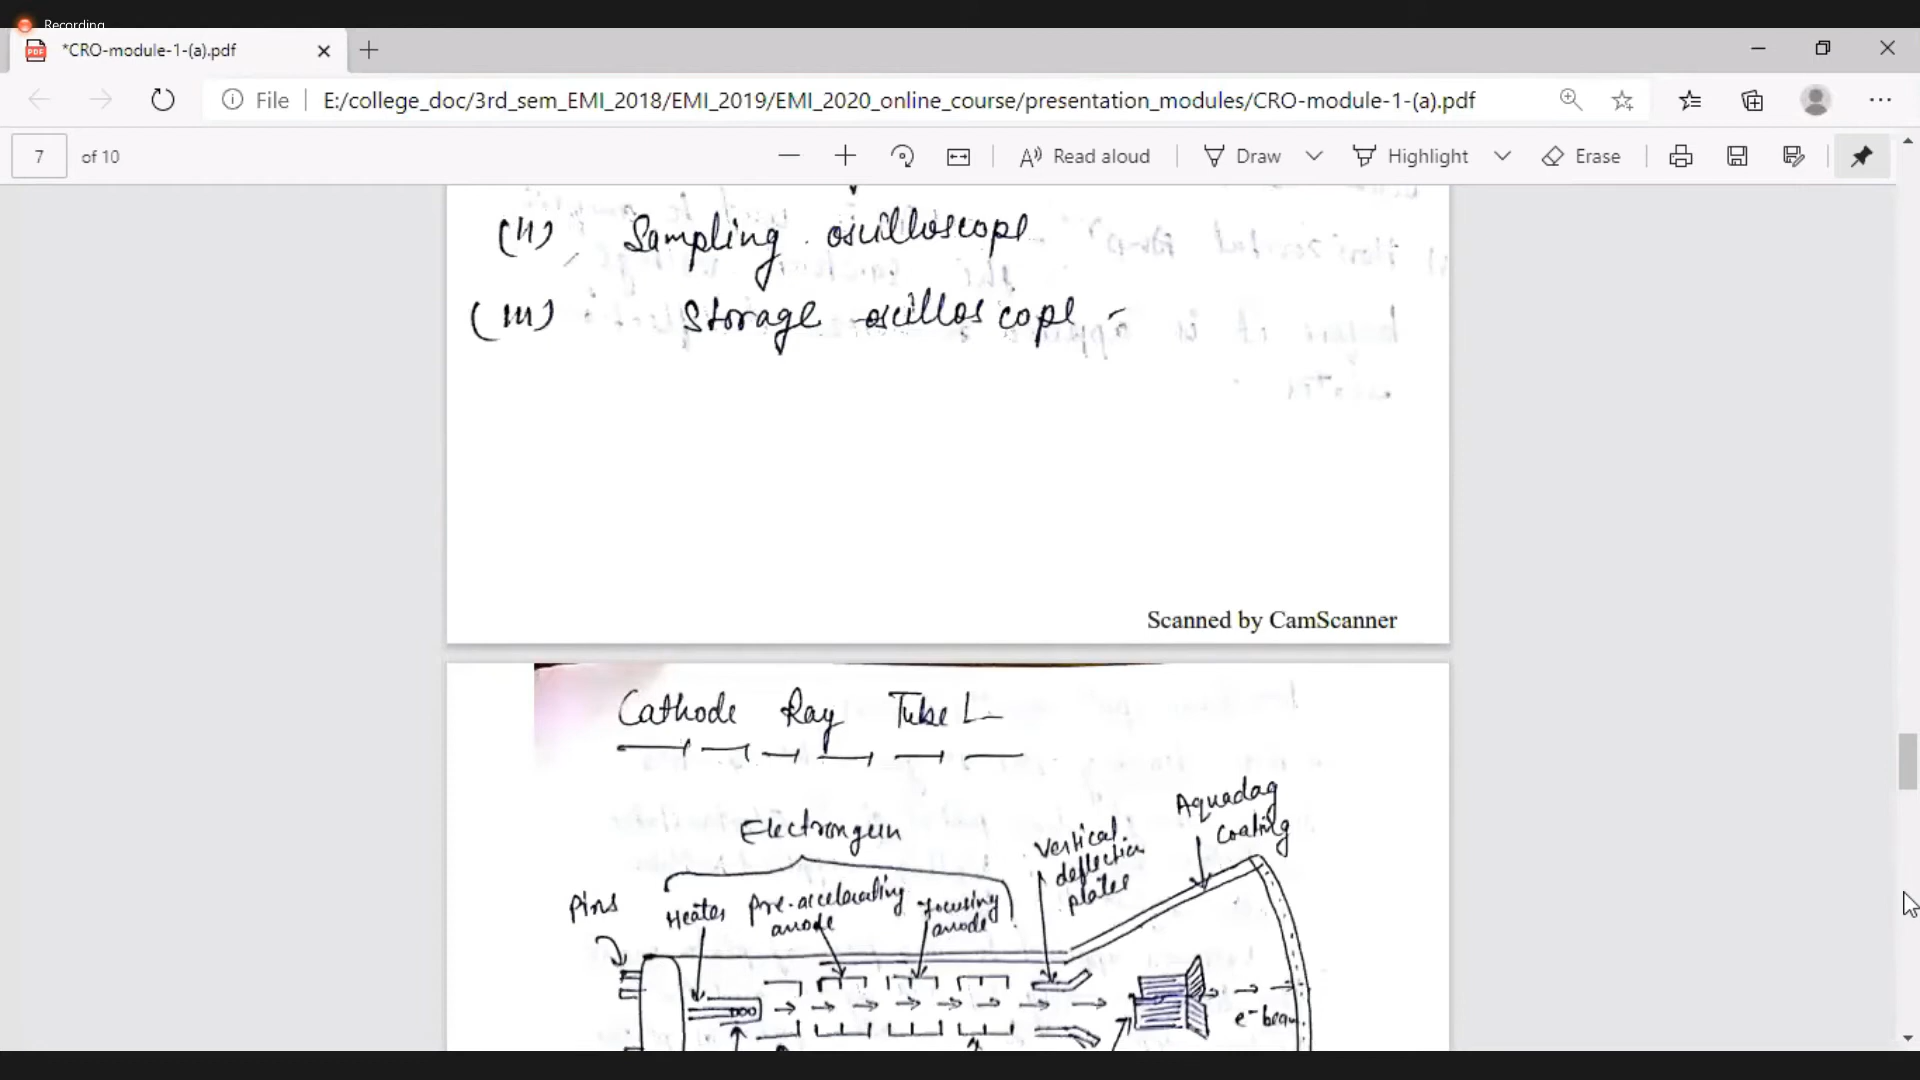 Recording
*CRO-module-1-(a).pdf
File
E:/college_doc/3rd_sem_EMI_2018/EMI_2019/EMI_2020_online_course/presentation_modules/CRO-module-1-(a).pdf
7 of 10
Read aloud
Draw
Highlight
Erase
(II) Sampling oscilloscope
(III) Storage oscilloscope -
Scanned by CamScanner
Cathode Ray Tube
Electrongun
Aquadag
coating
Vertical
deflection
plates
Pins
Heater
Pre-accelerating
anode
focusing
anode
e-beam